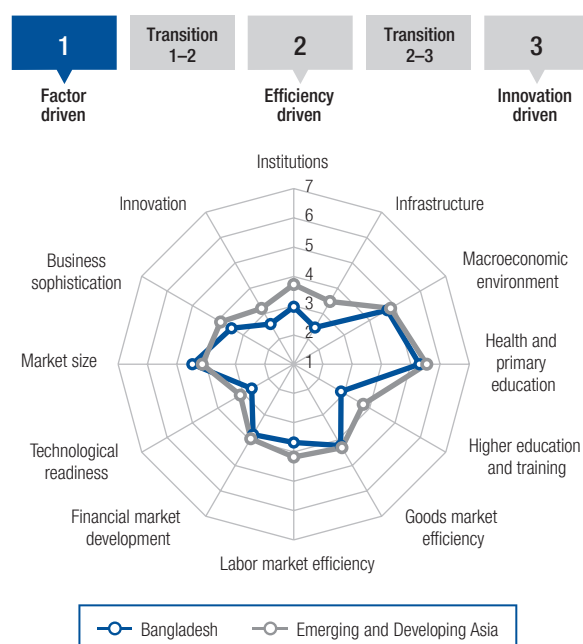 1
Transition
1–2
2
Transition
2–3
3
Factor
driven
Efficiency
driven
Innovation
driven
Institutions
Infrastructure
Macroeconomic
environment
Health and
primary
education
Higher education
and training
Goods market
efficiency
Labor market efficiency
Financial market
development
Technological
readiness
Market size
Business
sophistication
Innovation
7
6
5
4
3
2
1
Bangladesh
Emerging and Developing Asia